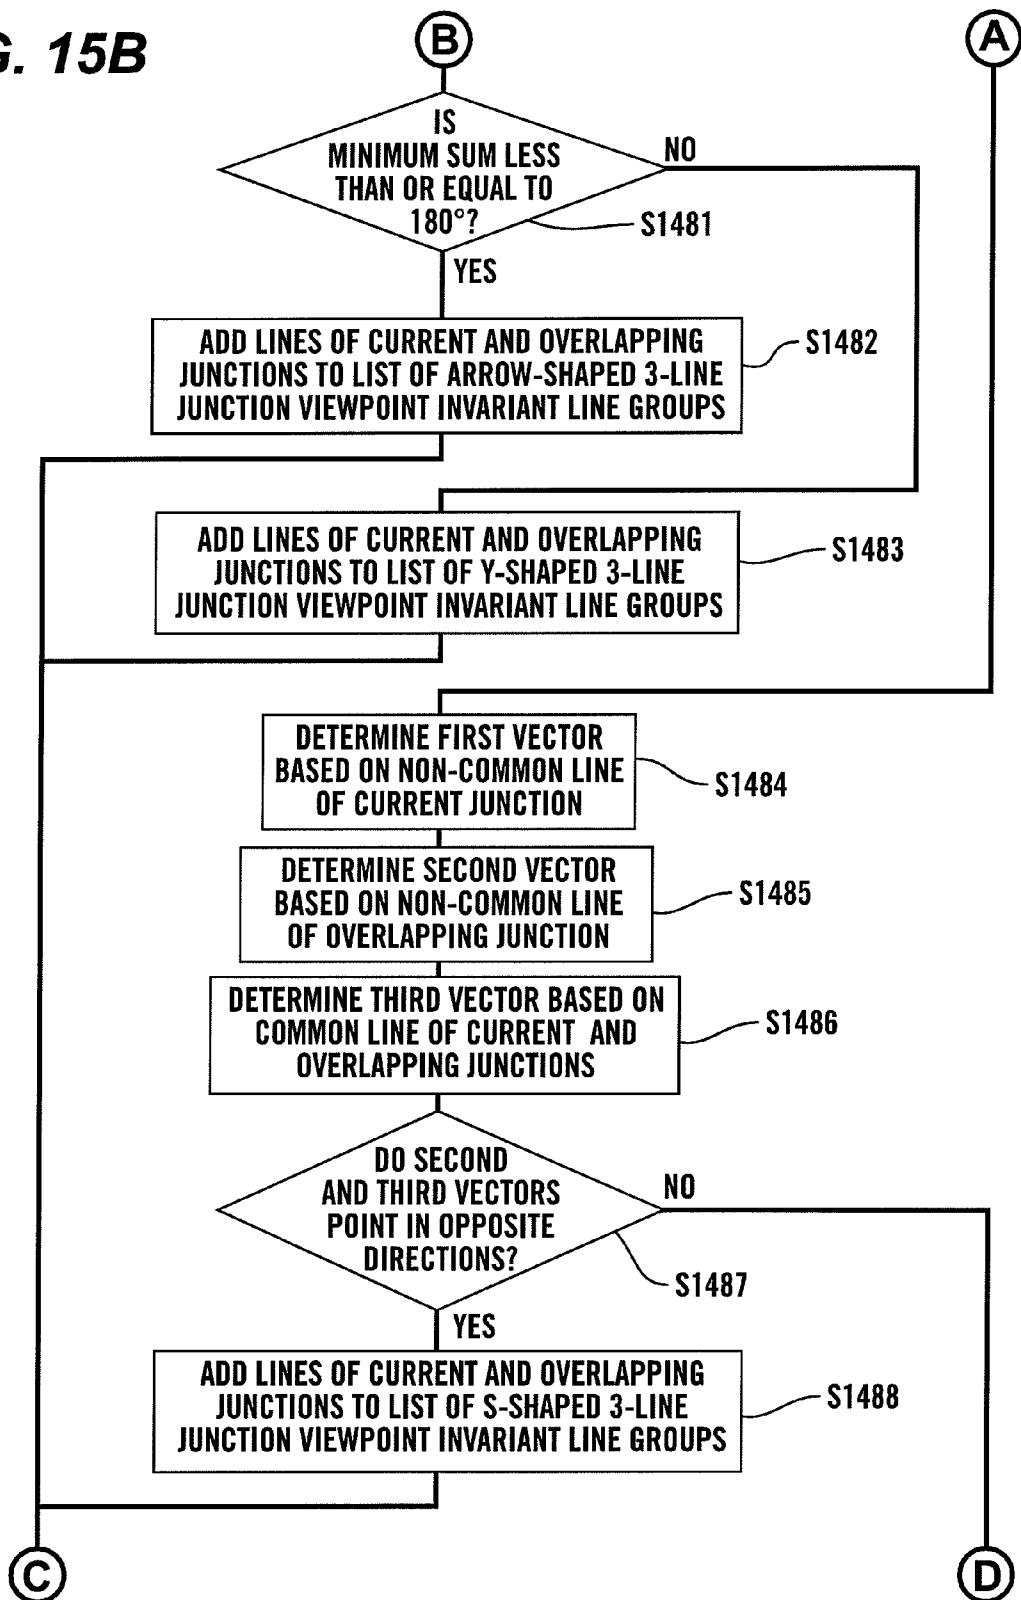 G. 15B
B
A
IS
MINIMUM SUM LESS
THAN OR EQUAL TO
180°?
NO
S1481
YES
ADD LINES OF CURRENT AND OVERLAPPING
JUNCTIONS TO LIST OF ARROW-SHAPED 3-LINE
JUNCTION VIEWPOINT INVARIANT LINE GROUPS
S1482
ADD LINES OF CURRENT AND OVERLAPPING
JUNCTIONS TO LIST OF Y-SHAPED 3-LINE
JUNCTION VIEWPOINT INVARIANT LINE GROUPS
S1483
DETERMINE FIRST VECTOR
BASED ON NON-COMMON LINE
OF CURRENT JUNCTION
S1484
DETERMINE SECOND VECTOR
BASED ON NON-COMMON LINE
OF OVERLAPPING JUNCTION
S1485
DETERMINE THIRD VECTOR BASED ON
COMMON LINE OF CURRENT AND
OVERLAPPING JUNCTIONS
S1486
DO SECOND
AND THIRD VECTORS
POINT IN OPPOSITE
DIRECTIONS?
NO
S1487
YES
ADD LINES OF CURRENT AND OVERLAPPING
JUNCTIONS TO LIST OF S-SHAPED 3-LINE
JUNCTION VIEWPOINT INVARIANT LINE GROUPS
S1488
C
D